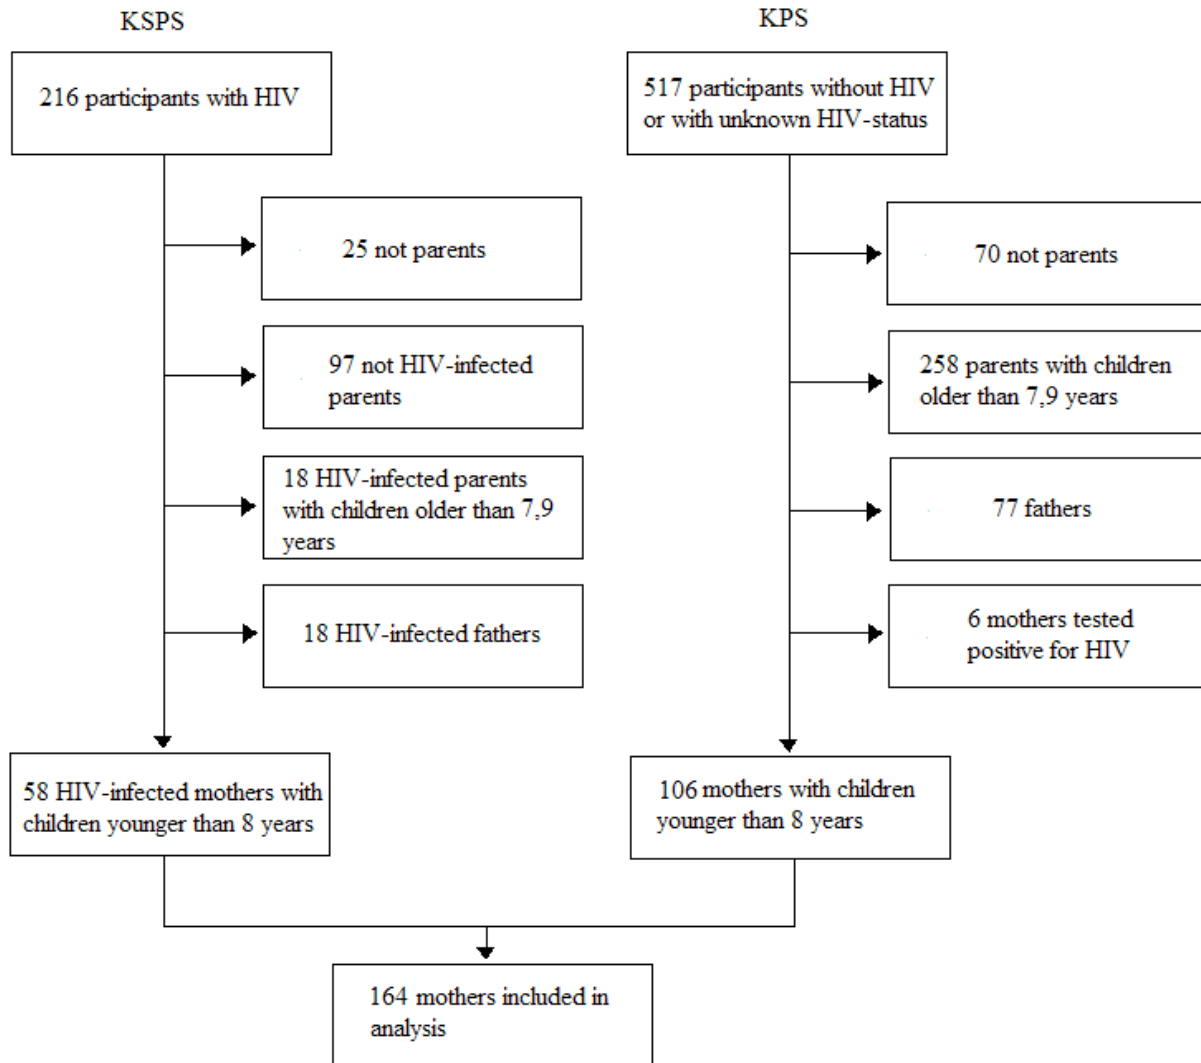 KSPS
216 participants with HIV
25 not parents
97 not HIV-infected
parents
18 HIV-infected parents
with children older than 7,9
years
18 HIV-infected fathers
58 HIV-infected mothers with
children younger than 8 years
KPS
517 participants without HIV
or with unknown HIV-status
70 not parents
258 parents with children
older than 7,9 years
77 fathers
6 mothers tested
positive for HIV
106 mothers with children
younger than 8 years
164 mothers included in
analysis